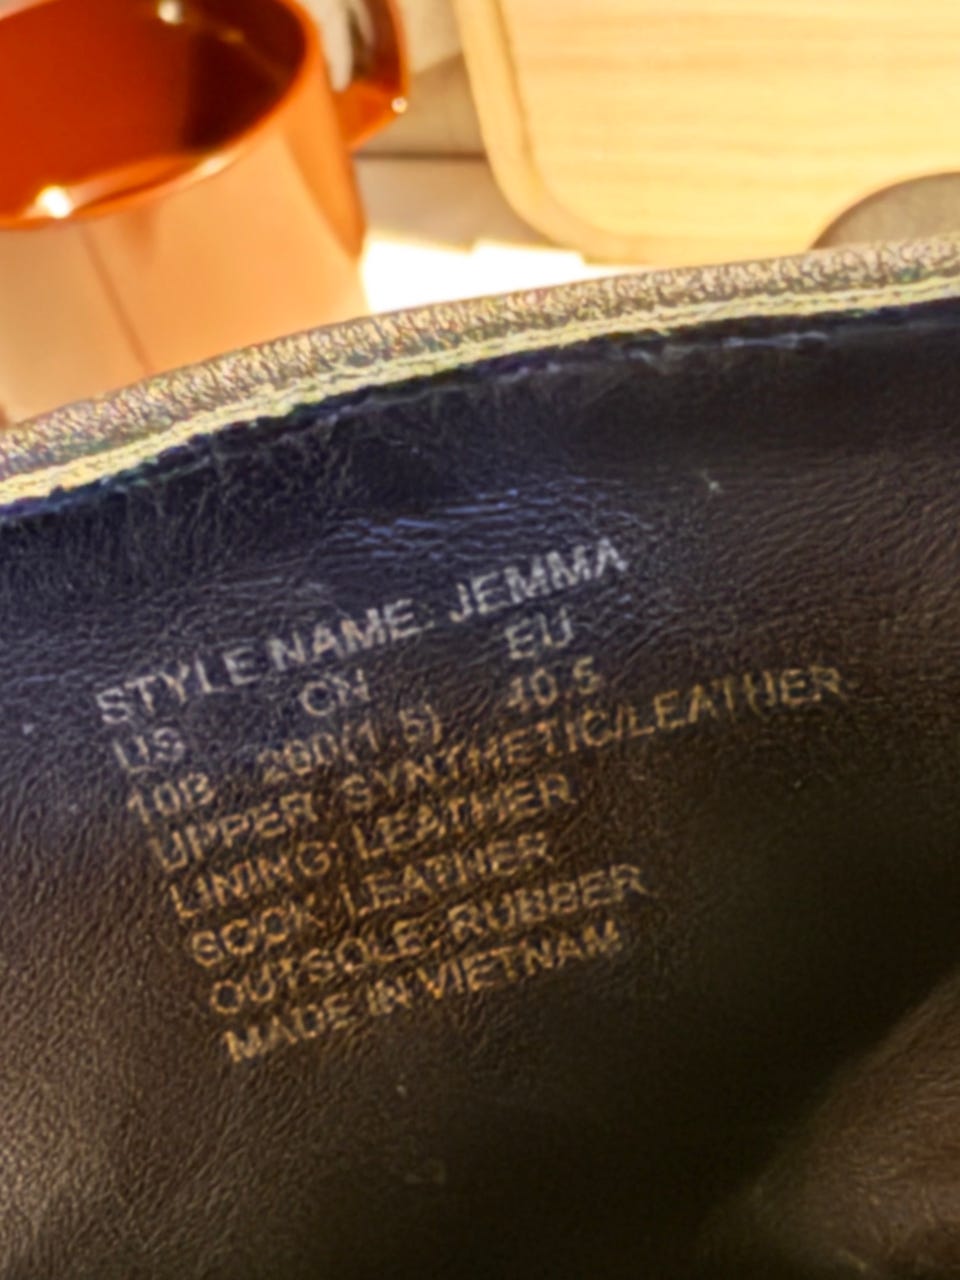 STYLE NAME: JEMMA
US CN EU
10B 260(1.5) 40.5
UPPER: SYNTHETIC/LEATHER
LINING: LEATHER
SOCK: LEATHER
OUTSOLE: RUBBER
MADE IN VIETNAM